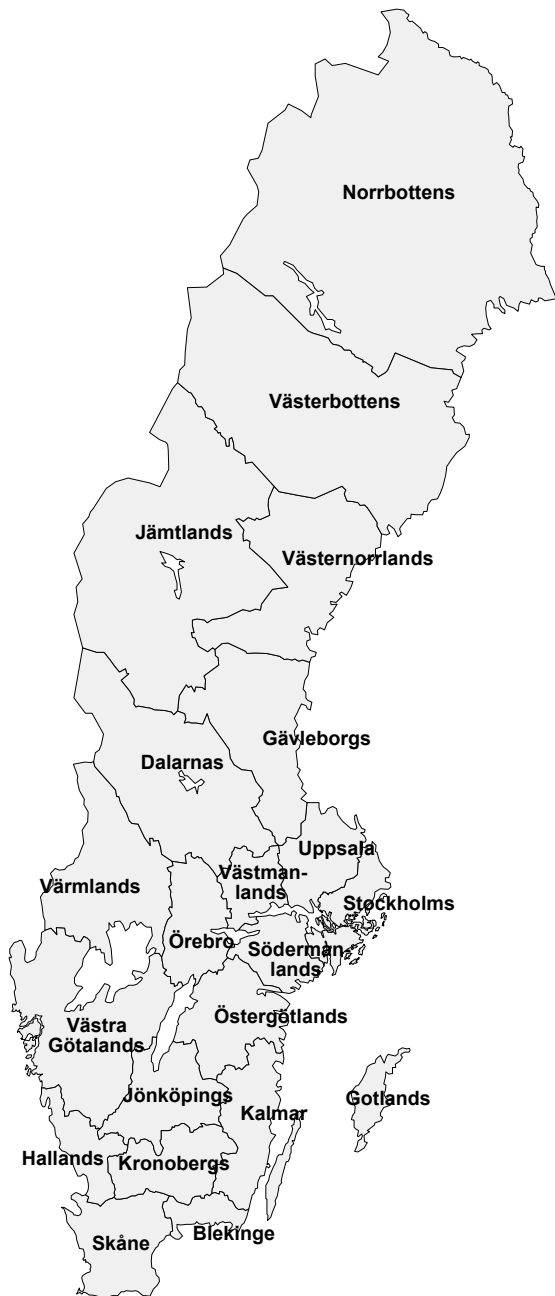 Norrbottens
Västerbottens
Jämtlands
Västernorrlands
Gävleborgs
Dalarnas
Uppsala
Västman-
lands
Värmlands
Stockholms
Örebro
Söderman-
lands
Östergötlands
Västra
Götalands
Jönköpings
Gotlands
Kalmar
Hallands
Kronobergs
Blekinge
Skåne